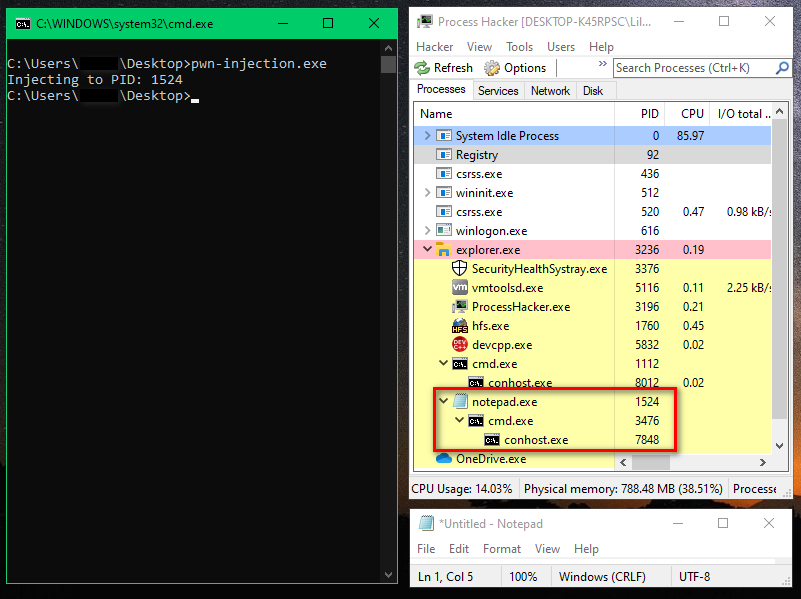 C:\WINDOWS\system32\cmd.exe
C:\Users\ \Desktop>pwn-injection.exe
Injecting to PID: 1524
C:\Users\ \Desktop>
Process Hacker [DESKTOP-K45RPSC\Lil...
Hacker View Tools Users Help
Refresh Options » Search Processes (Ctrl+K)
Processes Services Network Disk
Name PID CPU I/O total ...
System Idle Process 0 85.97
Registry 92
csrss.exe 436
wininit.exe 512
csrss.exe 520 0.47 0.98 kB/s
winlogon.exe 616
explorer.exe 3236 0.19
SecurityHealthSystray.exe 3376
vm vmtoolsd.exe 5116 0.11 2.25 kB/s
ProcessHacker.exe 3196 0.21
HFS hfs.exe 1760 0.45
DEV C++ devcpp.exe 5832 0.02
C:\. cmd.exe 1112
C:\. conhost.exe 8012 0.02
notepad.exe 1524
C:\. cmd.exe 3476
C:\. conhost.exe 7848
OneDrive.exe
CPU Usage: 14.03% Physical memory: 788.48 MB (38.51%) Processe
*Untitled - Notepad
File Edit Format View Help
Ln 1, Col 5 100% Windows (CRLF) UTF-8